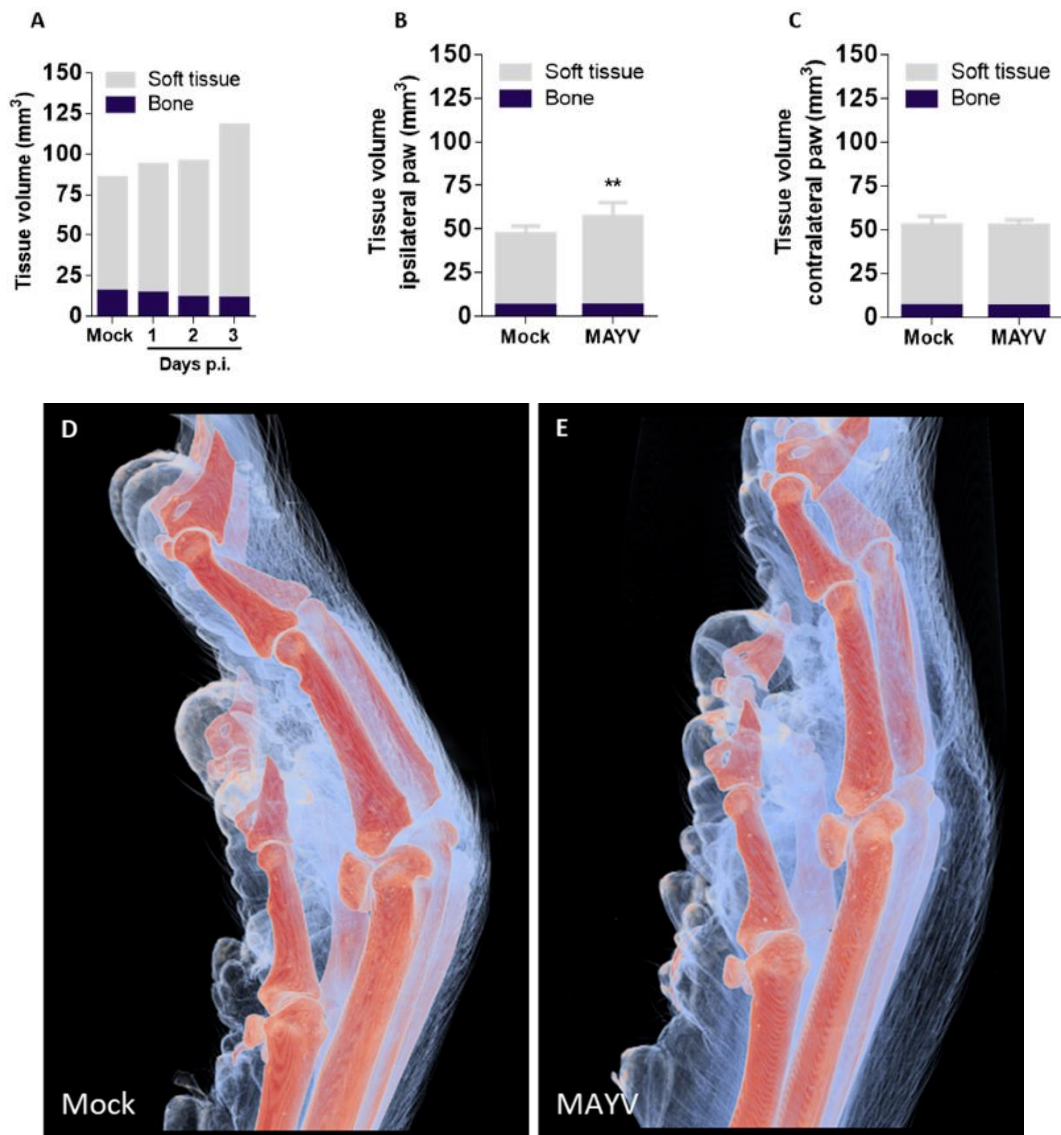 A
Tissue volume (mm³)
150
125
100
75
50
25
0
Soft tissue
Bone
Mock
1
2
3
Days p.i.
B
Tissue volume
ipsilateral paw (mm³)
150
125
100
75
50
25
0
Soft tissue
Bone
**
Mock
MAYV
C
Tissue volume
contralateral paw (mm³)
150
125
100
75
50
25
0
Soft tissue
Bone
Mock
MAYV
D
Mock
E
MAYV